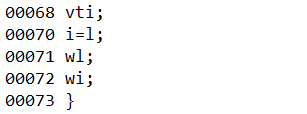 00068 vti;
00070 i=l;
00071 wl;
00072 wi;
00073 }